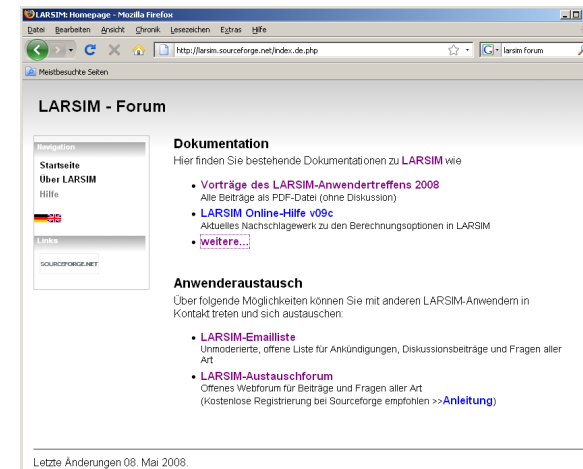 LARSIM: Homepage - Mozilla Firefox
Datei Bearbeiten Ansicht Chronik Lesezeichen Extras Hilfe
http://larsim.sourceforge.net/index.de.php
larsim forum
Meistbesuchte Seiten
LARSIM - Forum
Navigation
Startseite
Über LARSIM
Hilfe
Links
SOURCEFORGE.NET
Dokumentation
Hier finden Sie bestehende Dokumentationen zu LARSIM wie
• Vorträge des LARSIM-Anwendertreffens 2008
Alle Beiträge als PDF-Datei (ohne Diskussion)
• LARSIM Online-Hilfe v09c
Aktuelles Nachschlagewerk zu den Berechnungsoptionen in LARSIM
• weitere...
Anwenderaustausch
Über folgende Möglichkeiten können Sie mit anderen LARSIM-Anwendern in
Kontakt treten und sich austauschen:
• LARSIM-Emailliste
Unmoderierte, offene Liste für Ankündigungen, Diskussionsbeiträge und Fragen aller
Art
• LARSIM-Austauschforum
Offenes Webforum für Beiträge und Fragen aller Art
(Kostenlose Registrierung bei Sourceforge empfohlen >>Anleitung)
Letzte Änderungen 08. Mai 2008.